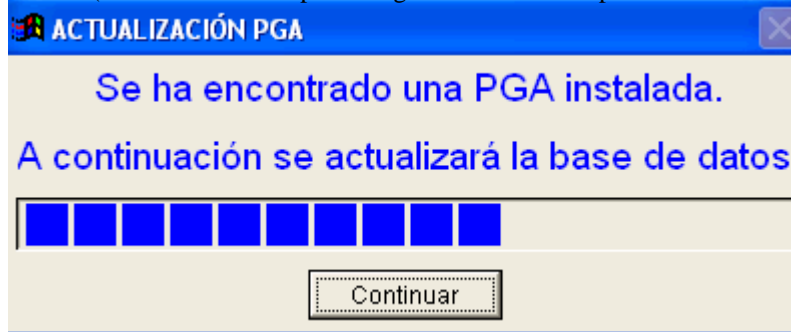 ACTUALIZACIÓN PGA
Se ha encontrado una PGA instalada.
A continuación se actualizará la base de datos
Continuar